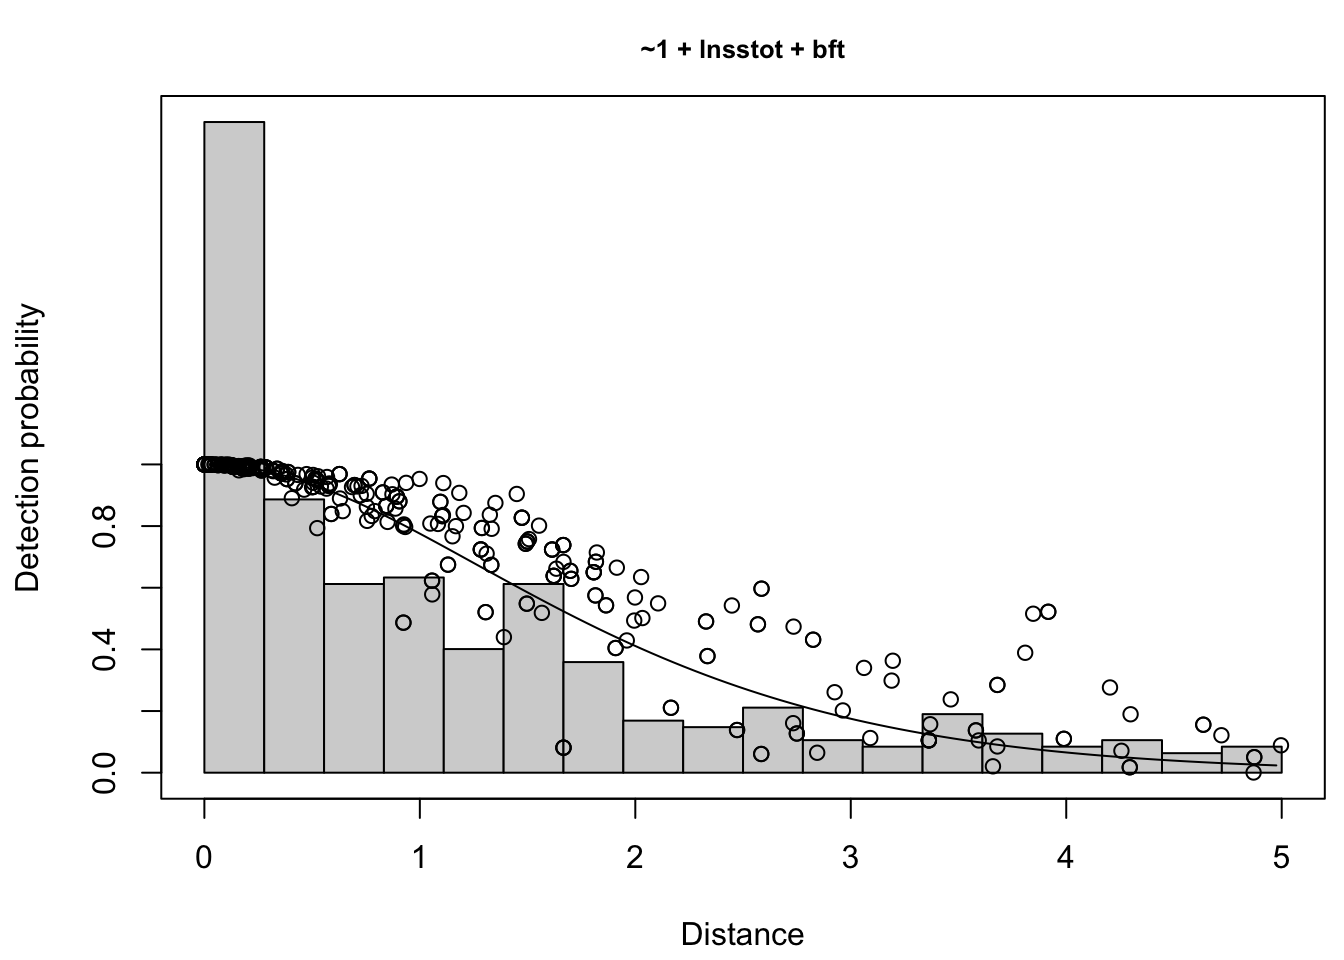 ~1 + lnsstot + bft
Detection probability
0.8
0.4
0.0
0 1 2 3 4 5
Distance